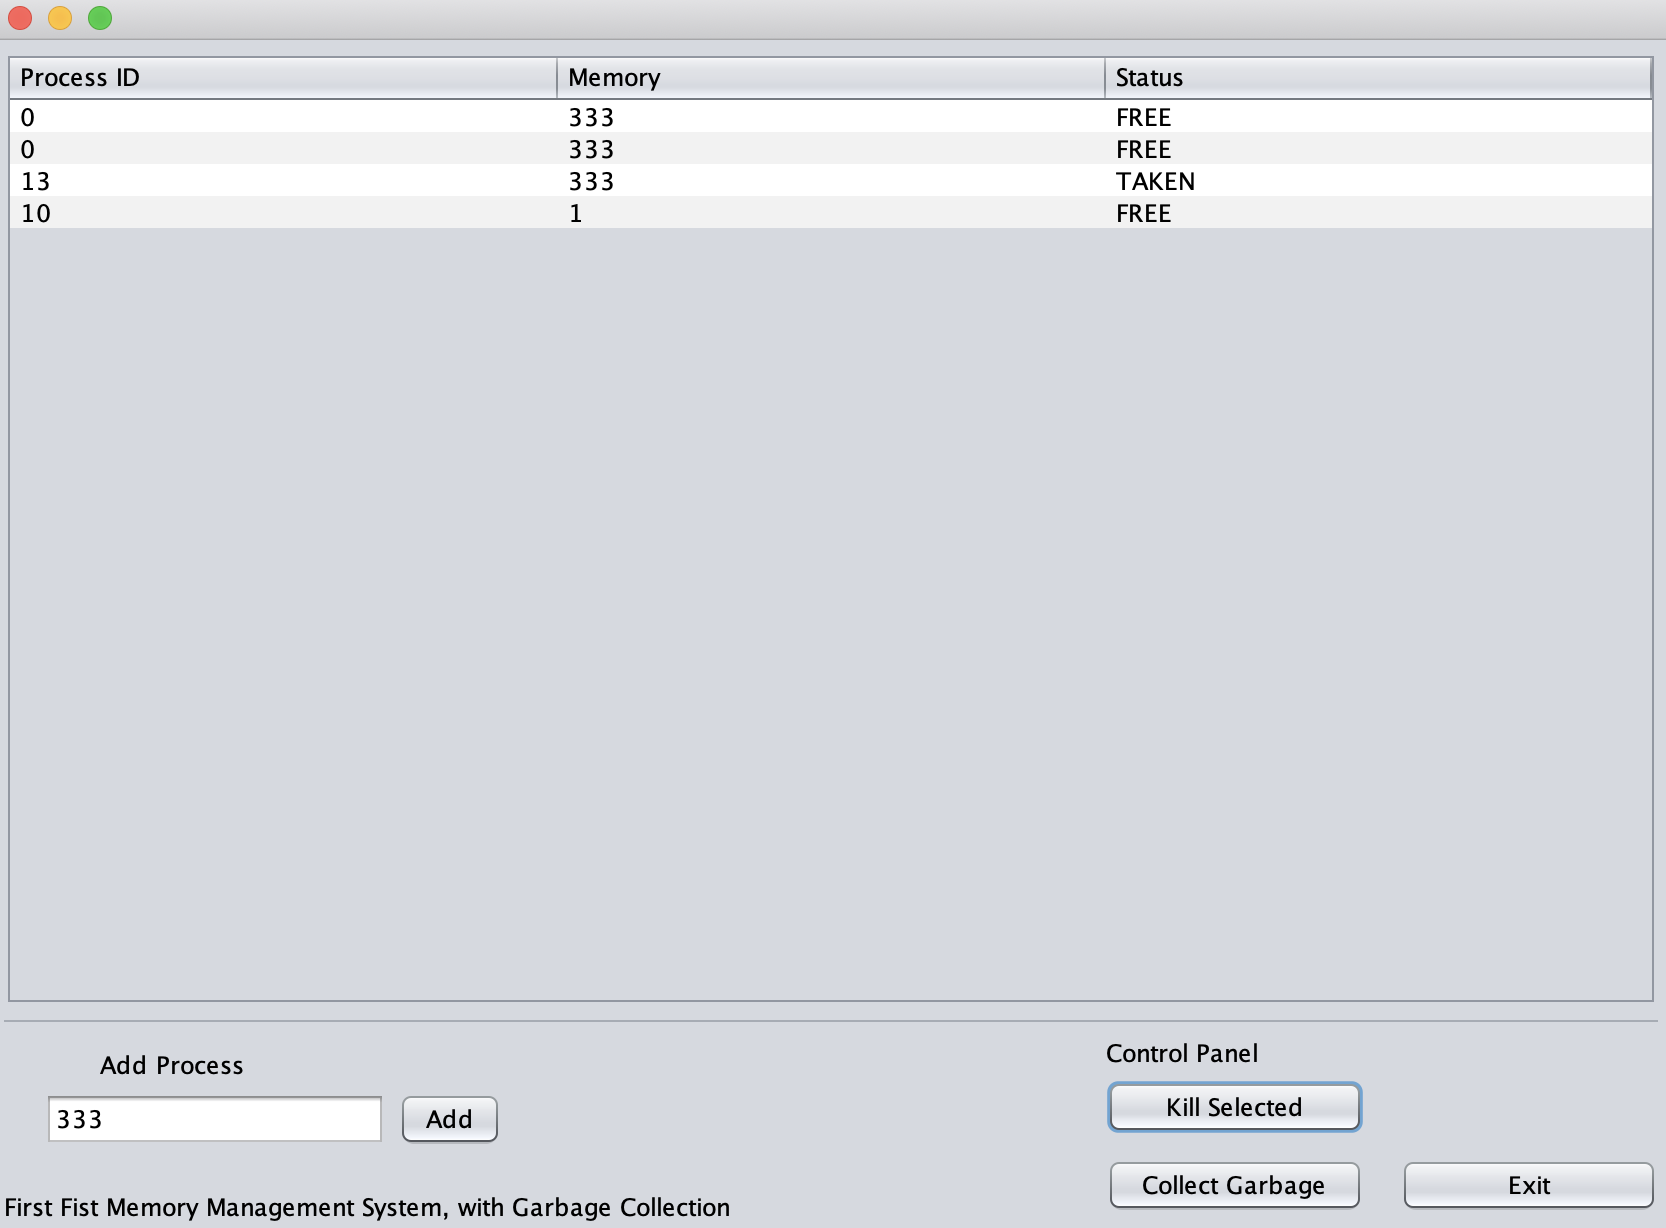 Process ID Memory Status
0 333 FREE
0 333 FREE
13 333 TAKEN
10 1 FREE
Add Process
333 Add
Control Panel
Kill Selected
Collect Garbage Exit
First Fist Memory Management System, with Garbage Collection